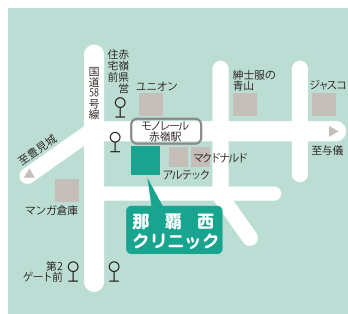 赤嶺県営
住宅前
国道58号線
ユニオン
紳士服の
青山
ジャスコ
モノレール
赤嶺駅
至豊見城
至与儀
マクドナルド
アルテック
マンガ倉庫
那覇西
クリニック
第2
ゲート前